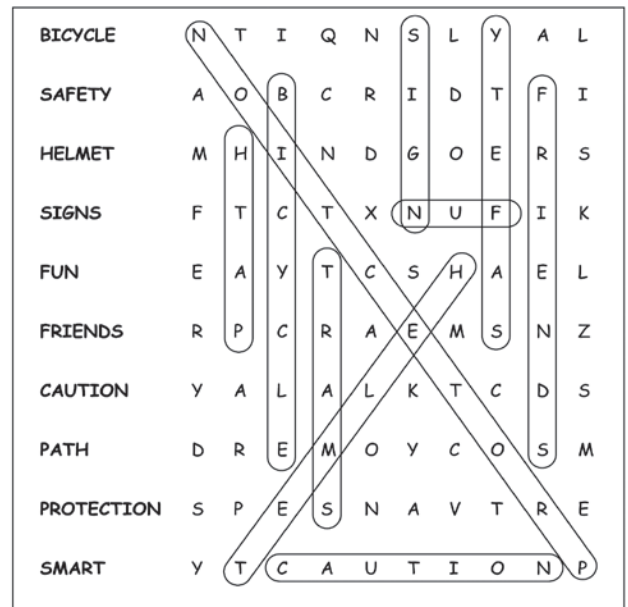 BICYCLE N T I Q N S L Y A L
SAFETY A O B C R I D T F I
HELMET M H I N D G O E R S
SIGNS F T C T X N U F I K
FUN E A Y T C S H A E L
FRIENDS R P C R A E M S N Z
CAUTION Y A L A L K T C D S
PATH D R E M O Y C O S M
PROTECTION S P E S N A V T R E
SMART Y T C A U T I O N P